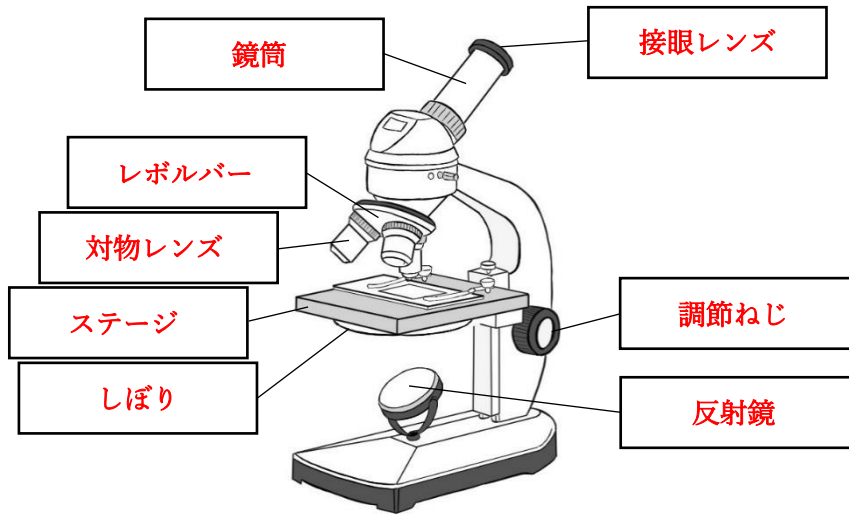 鏡筒
接眼レンズ
レボルバー
対物レンズ
ステージ
しぼり
調節ねじ
反射鏡